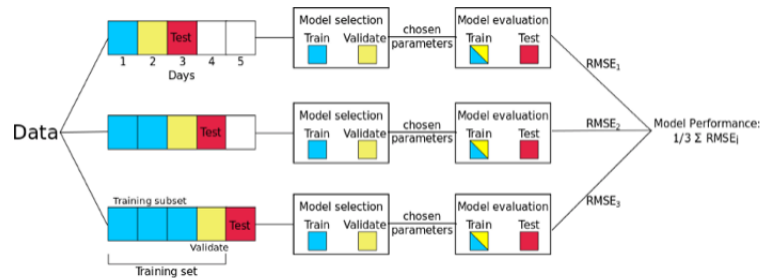 Data
Test
1 2 3 4 5
Days
Model selection
Train Validate
chosen
parameters
Model evaluation
Train Test
RMSE1
Test
Model selection
Train Validate
chosen
parameters
Model evaluation
Train Test
RMSE2
Model Performance:
1/3 Σ RMSEi
Training subset
Test
Validate
Training set
Model selection
Train Validate
chosen
parameters
Model evaluation
Train Test
RMSE3